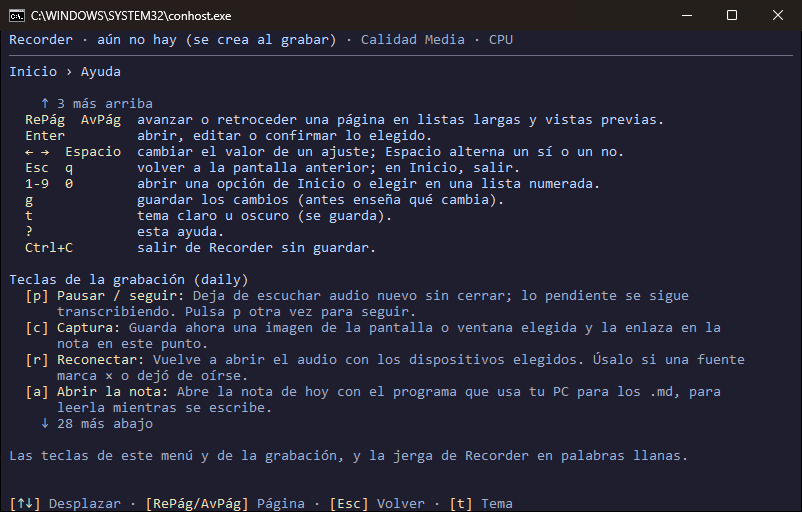 C:\WINDOWS\SYSTEM32\conhost.exe
Recorder · aún no hay (se crea al grabar) · Calidad Media · CPU
Inicio › Ayuda
↑ 3 más arriba
RePág  AvPág  avanzar o retroceder una página en listas largas y vistas previas.
Enter  abrir, editar o confirmar lo elegido.
← →  Espacio  cambiar el valor de un ajuste; Espacio alterna un sí o un no.
Esc  q  volver a la pantalla anterior; en Inicio, salir.
1-9  0  abrir una opción de Inicio o elegir en una lista numerada.
g  guardar los cambios (antes enseña qué cambia).
t  tema claro u oscuro (se guarda).
?  esta ayuda.
Ctrl+C  salir de Recorder sin guardar.
Teclas de la grabación (daily)
[p] Pausar / seguir: Deja de escuchar audio nuevo sin cerrar; lo pendiente se sigue
transcribiendo. Pulsa p otra vez para seguir.
[c] Captura: Guarda ahora una imagen de la pantalla o ventana elegida y la enlaza en la
nota en este punto.
[r] Reconectar: Vuelve a abrir el audio con los dispositivos elegidos. Úsalo si una fuente
marca × o dejó de oírse.
[a] Abrir la nota: Abre la nota de hoy con el programa que usa tu PC para los .md, para
leerla mientras se escribe.
↓ 28 más abajo
Las teclas de este menú y de la grabación, y la jerga de Recorder en palabras llanas.
[↑↓] Desplazar · [RePág/AvPág] Página · [Esc] Volver · [t] Tema